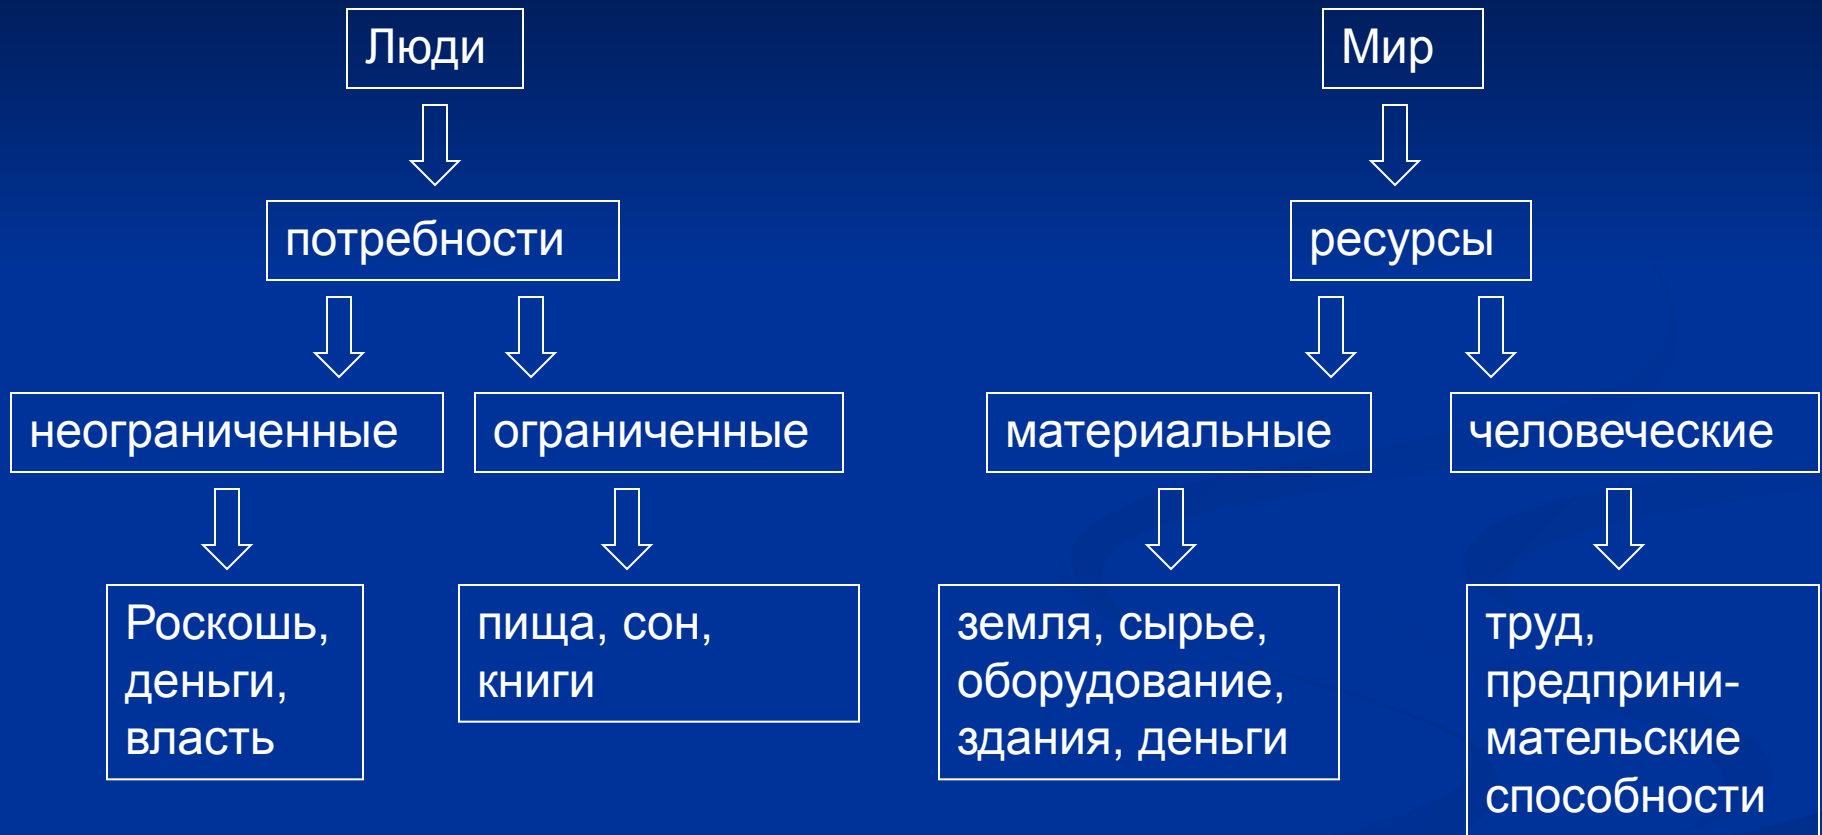 Люди
Мир
потребности
ресурсы
неограниченные
ограниченные
материальные
человеческие
Роскошь,
деньги,
власть
пища, сон,
книги
земля, сырье,
оборудование,
здания, деньги
труд,
предприни-
мательские
способности